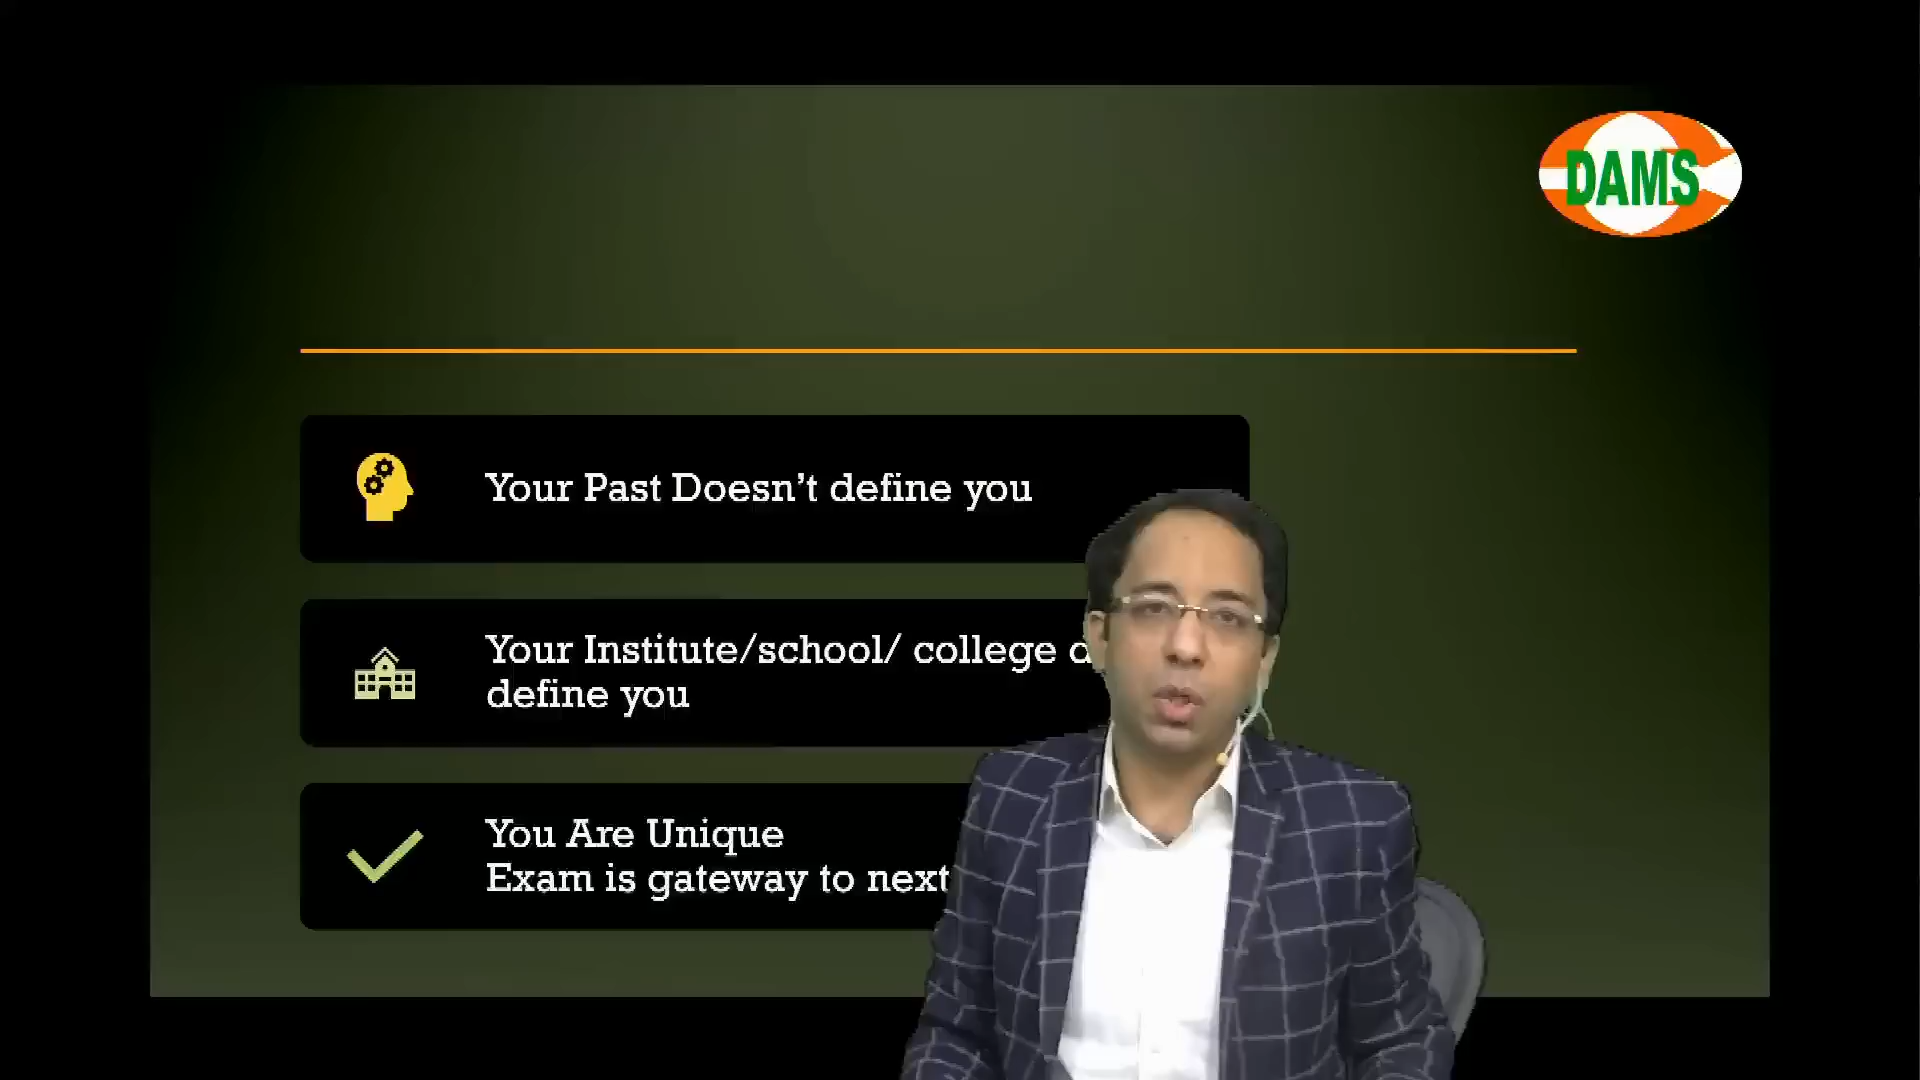 DAMS
Your Past Doesn't define you
Your Institute/school/ college
define you
You Are Unique
Exam is gateway to next